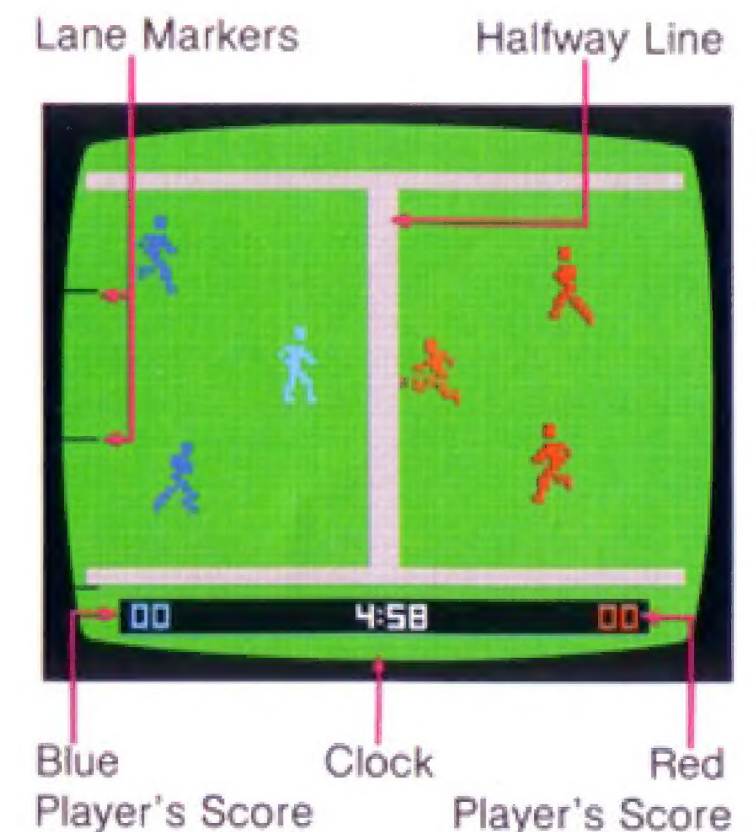 Lane Markers
Halfway Line
00
4:58
00
Blue
Player's Score
Clock
Red
Player's Score